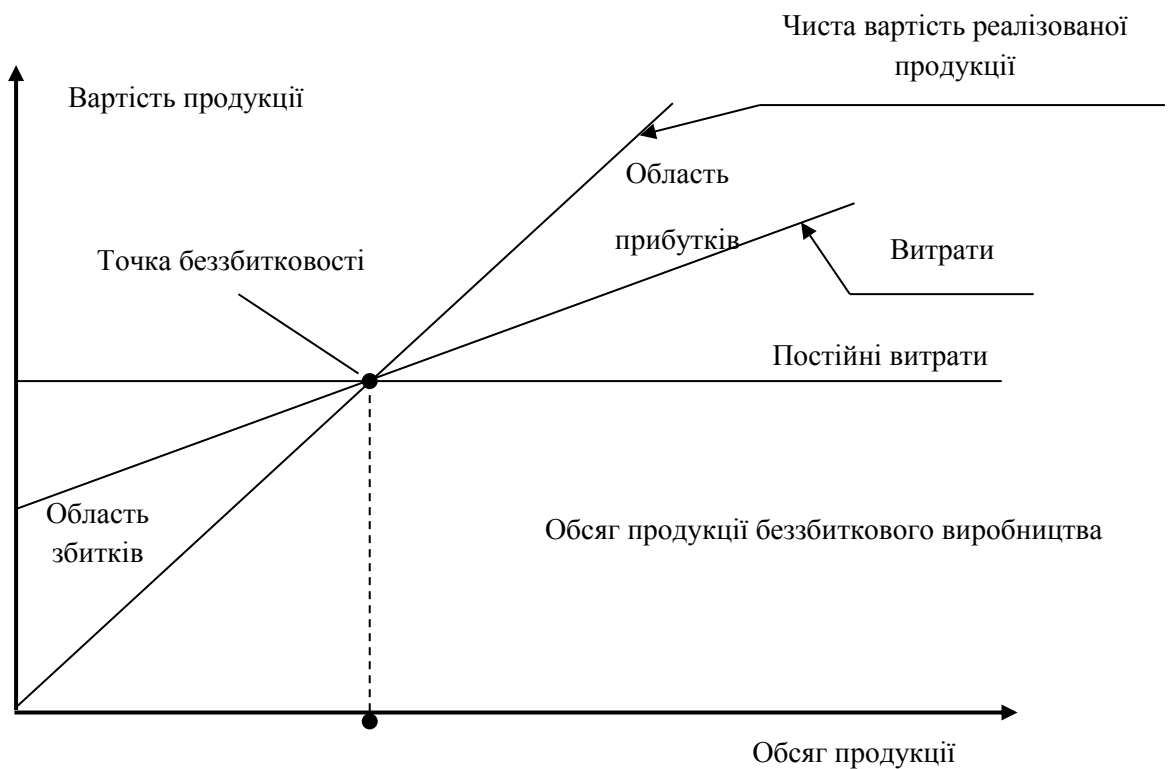 Чиста вартість реалізованої
продукції
Вартість продукції
Область
прибутків
Точка беззбитковості
Витрати
Постійні витрати
Область
збитків
Обсяг продукції беззбиткового виробництва
Обсяг продукції